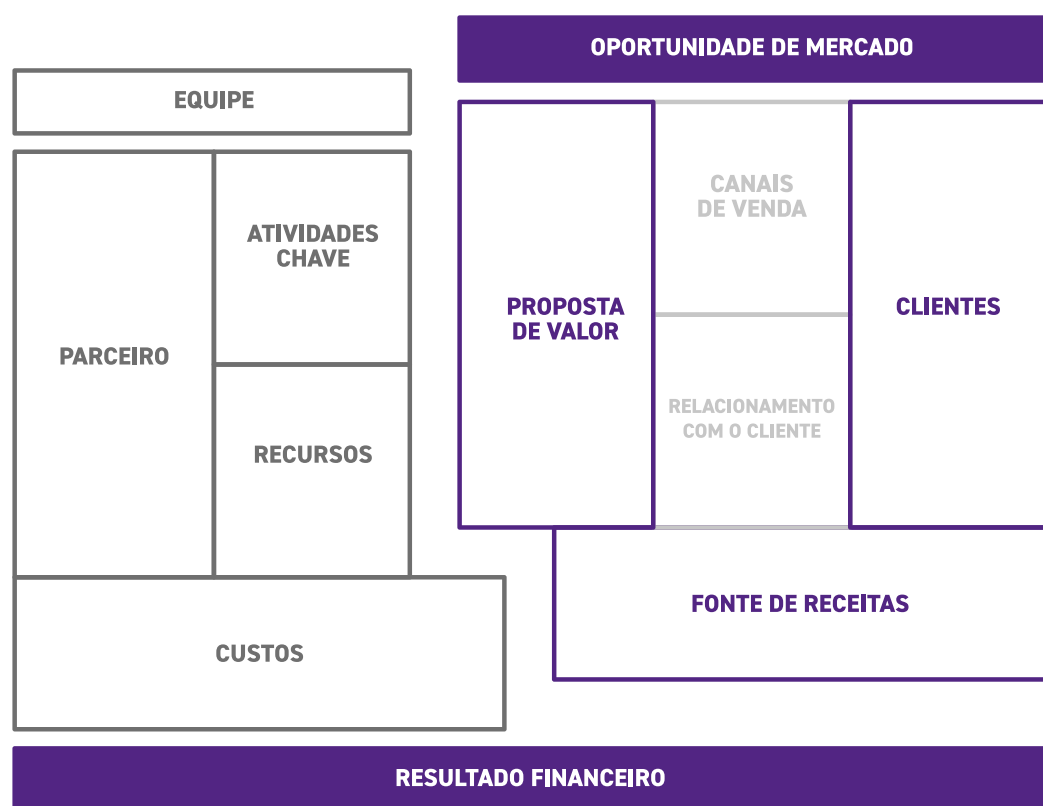 OPORTUNIDADE DE MERCADO
EQUIPE
PARCEIRO
ATIVIDADES
CHAVE
RECURSOS
CUSTOS
PROPOSTA
DE VALOR
CANAIS
DE VENDA
RELACIONAMENTO
COM O CLIENTE
CLIENTES
FONTE DE RECEITAS
RESULTADO FINANCEIRO